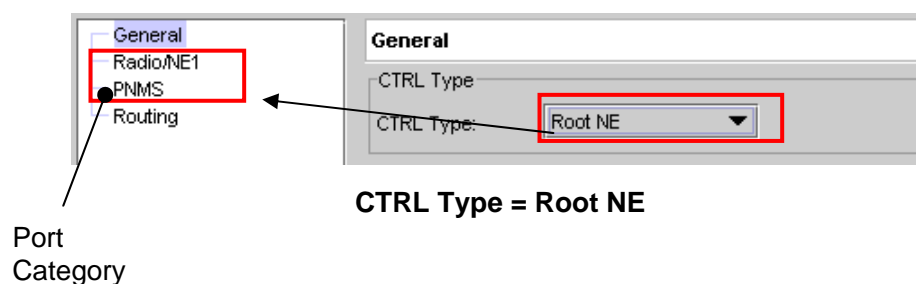 General
Radio/NE1
PNMS
Routing
General
CTRL Type
CTRL Type:
Root NE
CTRL Type = Root NE
Port
Category